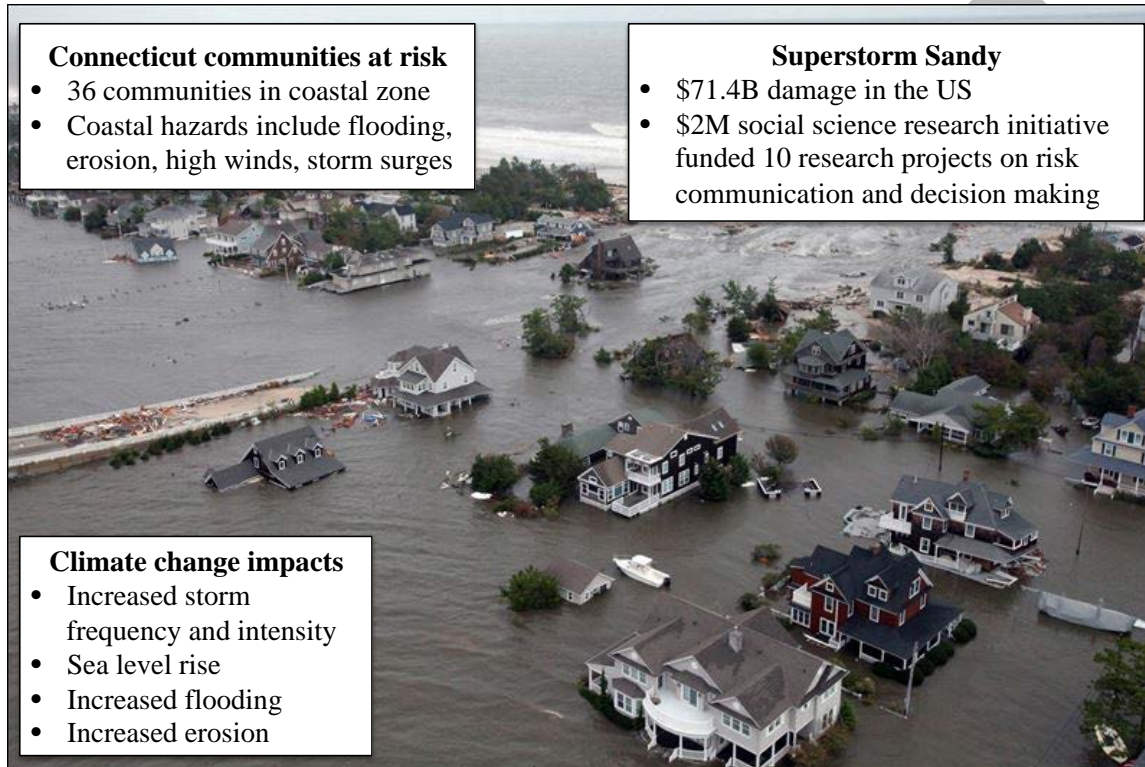 Connecticut communities at risk
• 36 communities in coastal zone
• Coastal hazards include flooding,
erosion, high winds, storm surges
Superstorm Sandy
• $71.4B damage in the US
• $2M social science research initiative
funded 10 research projects on risk
communication and decision making
Climate change impacts
• Increased storm
frequency and intensity
• Sea level rise
• Increased flooding
• Increased erosion